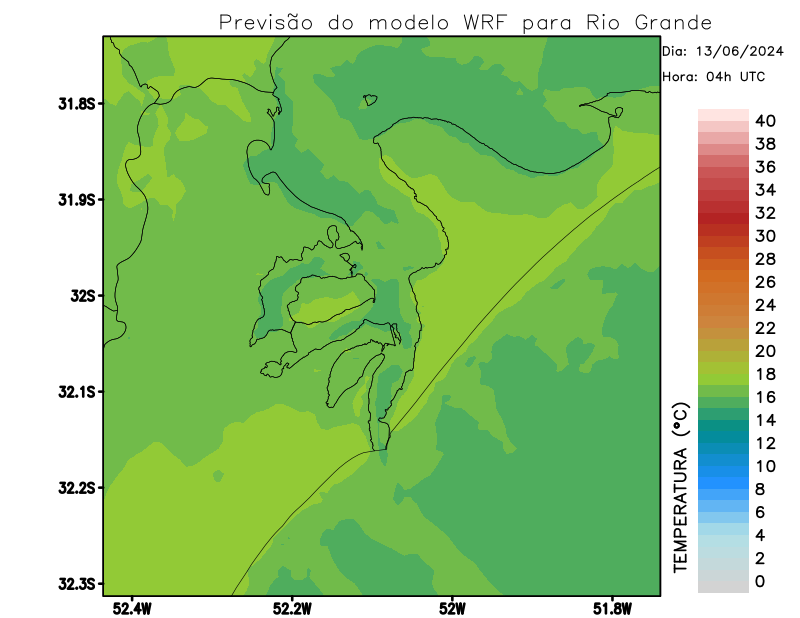 Previsão do modelo WRF para Rio Grande
Dia: 13/06/2024
Hora: 04h UTC
31.8S
31.9S
32S
32.1S
32.2S
32.3S
52.4W
52.2W
52W
51.8W
40
38
36
34
32
30
28
26
24
22
20
18
16
14
12
10
8
6
4
2
0
TEMPERATURA (°C)